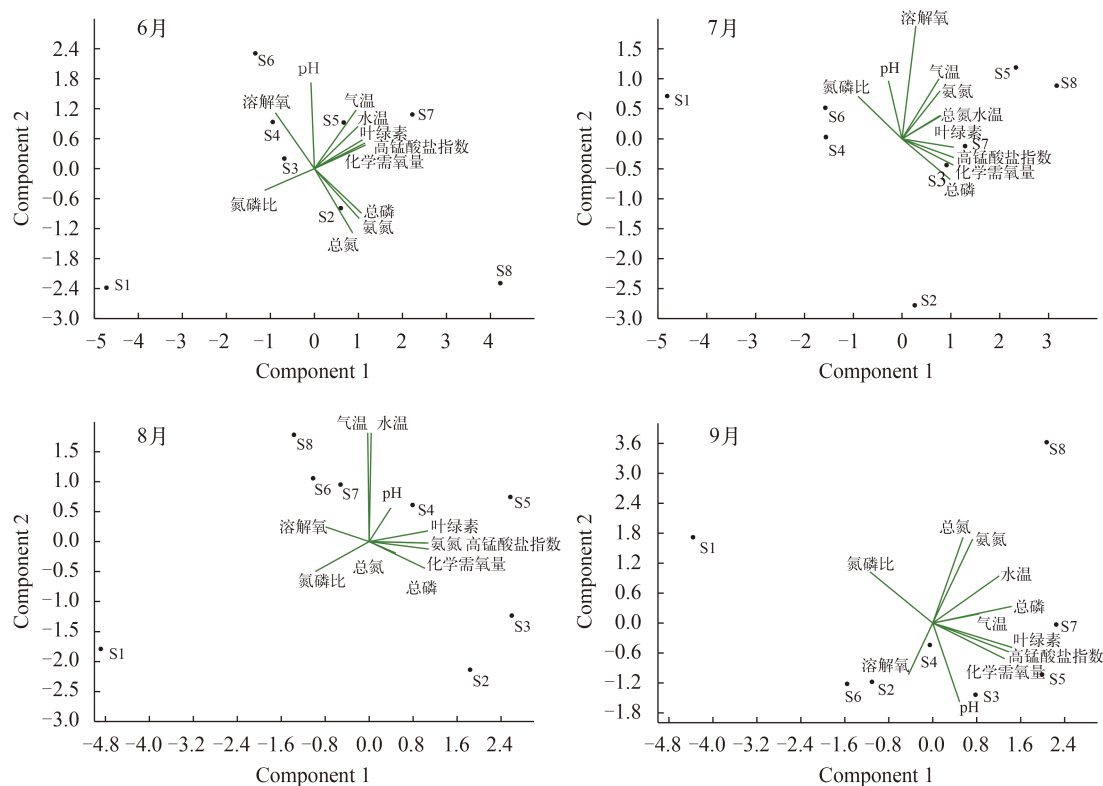 6月
Component 2
2.4
1.8
1.2
0.6
0.0
−0.6
−1.2
−1.8
−2.4
−3.0
S6
pH
溶解氧
气温
S7
S4
S5
水温
叶绿素
高锰酸盐指数
S3
化学需氧量
氮磷比
S2
总磷
氨氮
总氮
S8
S1
−5 −4 −3 −2 −1 0 1 2 3 4
Component 1
7月
Component 2
1.5
1.0
0.5
0.0
−0.5
−1.0
−1.5
−2.0
−2.5
−3.0
溶解氧
pH
气温
S5
S8
氮磷比
氨氮
S1
S6
总氮水温
叶绿素
S7
S4
高锰酸盐指数
化学需氧量
S3
总磷
S2
−5 −4 −3 −2 −1 0 1 2 3
Component 1
8月
Component 2
1.5
1.0
0.5
0.0
−0.5
−1.0
−1.5
−2.0
−2.5
−3.0
气温 水温
S8
S6
S7
pH
S4
S5
溶解氧
叶绿素
氨氮 高锰酸盐指数
总氮
化学需氧量
氮磷比
总磷
S3
S1
S2
−4.8 −4.0 −3.2 −2.4 −1.6 −0.8 0.0 0.8 1.6 2.4
Component 1
9月
Component 2
3.6
3.0
2.4
1.8
1.2
0.6
0.0
−0.6
−1.2
−1.8
S8
S1
总氮
氨氮
氮磷比
水温
总磷
气温
S7
叶绿素
S4
高锰酸盐指数
溶解氧
化学需氧量
S5
S6
S2
S3
pH
−4.8 −4.0 −3.2 −2.4 −1.6 −0.8 0.0 0.8 1.6 2.4
Component 1